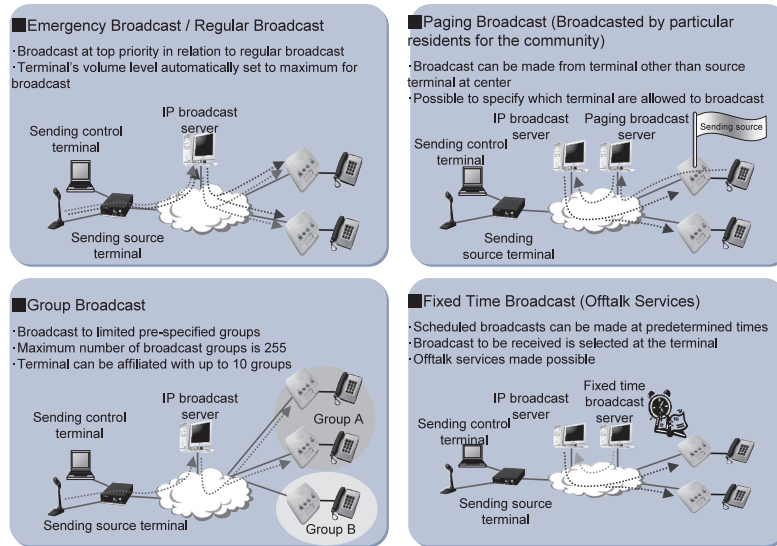 ■Emergency Broadcast / Regular Broadcast
・Broadcast at top priority in relation to regular broadcast
・Terminal's volume level automatically set to maximum for
broadcast
IP broadcast
server
Sending control
terminal
Sending source
terminal
■Paging Broadcast (Broadcasted by particular
residents for the community)
・Broadcast can be made from terminal other than source
terminal at center
・Possible to specify which terminal are allowed to broadcast
IP broadcast
server
Paging broadcast
server
Sending source
Sending control
terminal
Sending
source terminal
■Group Broadcast
・Broadcast to limited pre-specified groups
・Maximum number of broadcast groups is 255
・Terminal can be affiliated with up to 10 groups
IP broadcast
server
Sending control
terminal
Group A
Sending source terminal
Group B
■Fixed Time Broadcast (Offtalk Services)
・Scheduled broadcasts can be made at predetermined times
・Broadcast to be received is selected at the terminal
・Offtalk services made possible
IP broadcast
server
Fixed time
broadcast
server
Sending control
terminal
Sending source
terminal